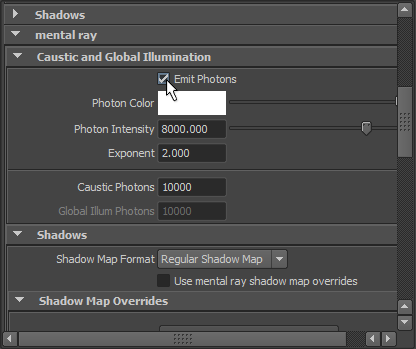 Shadows
mental ray
Caustic and Global Illumination
Emit Photons
Photon Color
Photon Intensity 8000.000
Exponent 2.000
Caustic Photons 10000
Global Illum Photons 10000
Shadows
Shadow Map Format Regular Shadow Map
Use mental ray shadow map overrides
Shadow Map Overrides